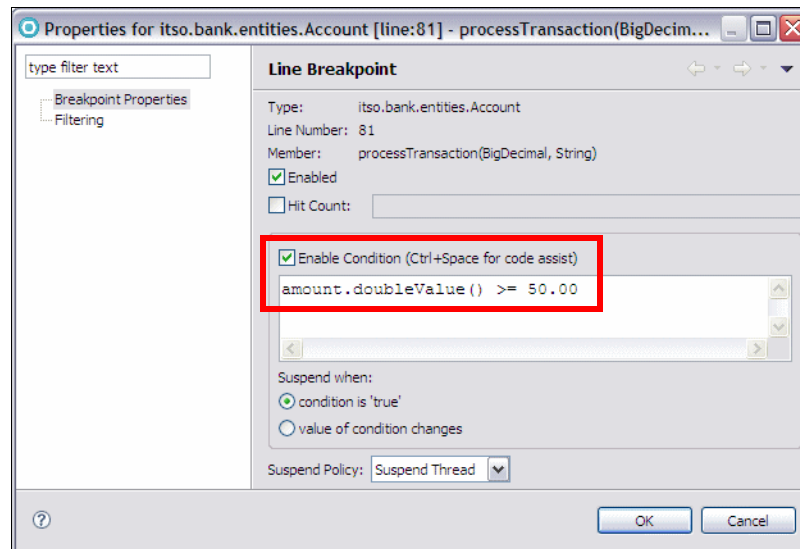 Properties for itso.bank.entities.Account [line:81] - processTransaction(BigDecim...
type filter text
Breakpoint Properties
Filtering
Line Breakpoint
Type: itso.bank.entities.Account
Line Number: 81
Member: processTransaction(BigDecimal, String)
Enabled
Hit Count:
Enable Condition (Ctrl+Space for code assist)
amount.doubleValue() >= 50.00
Suspend when:
condition is 'true'
value of condition changes
Suspend Policy: Suspend Thread
?
OK Cancel